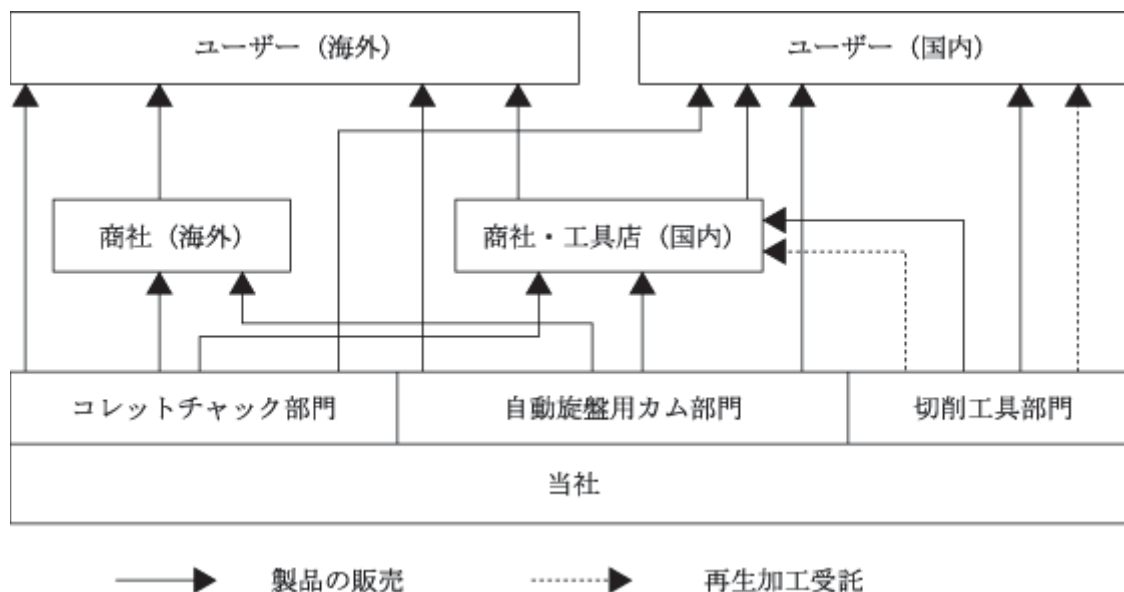 ユーザー（海外）
ユーザー（国内）
商社（海外）
商社・工具店（国内）
コレットチャック部門
自動旋盤用カム部門
切削工具部門
当社
製品の販売
再生加工受託